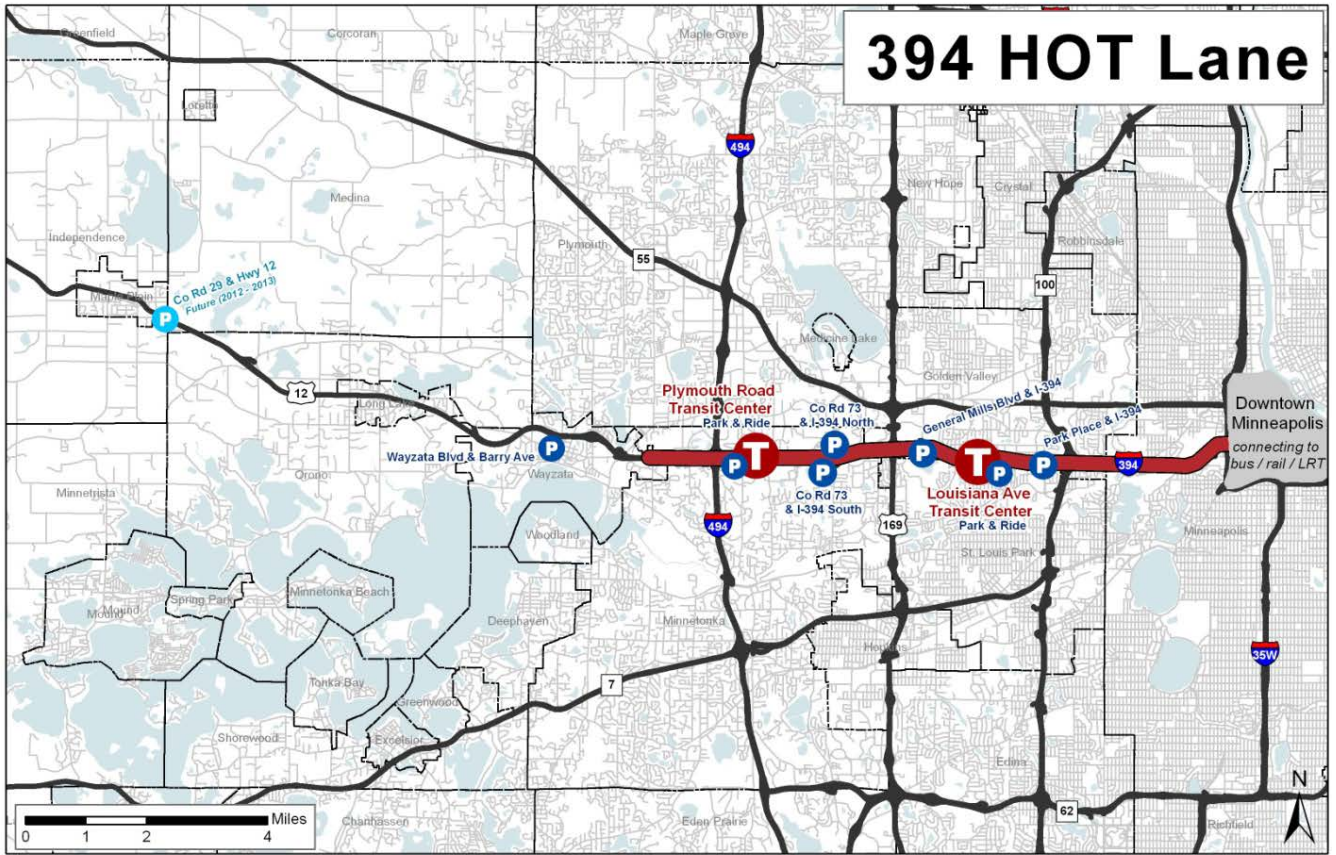 394 HOT Lane
Greenfield
Corcoran
Maple Grove
Loretto
494
New Hope
Crystal
Medina
Independence
Plymouth
Robbinsdale
55
100
Co Rd 29 & Hwy 12
Future (2012 - 2013)
Maple Plain
P
Medicine Lake
Golden Valley
12
Long Lake
Plymouth Road
Transit Center
Park & Ride
Co Rd 73
& I-394 North
General Mills Blvd & I-394
Park Place & I-394
Downtown
Minneapolis
connecting to
bus / rail / LRT
Wayzata Blvd & Barry Ave
P
P
T
P
P
P
T
P
P
394
Orono
Wayzata
Co Rd 73
& I-394 South
Louisiana Ave
Transit Center
Park & Ride
Minnetrista
494
169
Minneapolis
Woodland
St. Louis Park
Mound
Mound
Spring Park
Minnetonka Beach
Deephaven
Minnetonka
Hopkins
35W
Tonka Bay
7
Greenwood
Shorewood
Excelsior
Edina
N
62
0 1 2 4 Miles
Chanhassen
Eden Prairie
Richfield